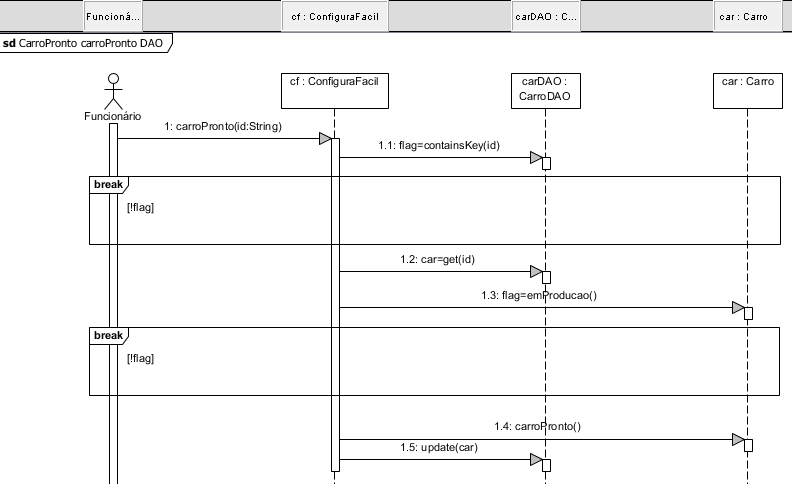 Funcioná...
cf : ConfiguraFacil
carDAO : C...
car : Carro
sd CarroPronto carroPronto DAO
cf : ConfiguraFacil
carDAO :
CarroDAO
car : Carro
Funcionário
1: carroPronto(id:String)
1.1: flag=containsKey(id)
break
[!flag]
1.2: car=get(id)
1.3: flag=emProducao()
break
[!flag]
1.4: carroPronto()
1.5: update(car)